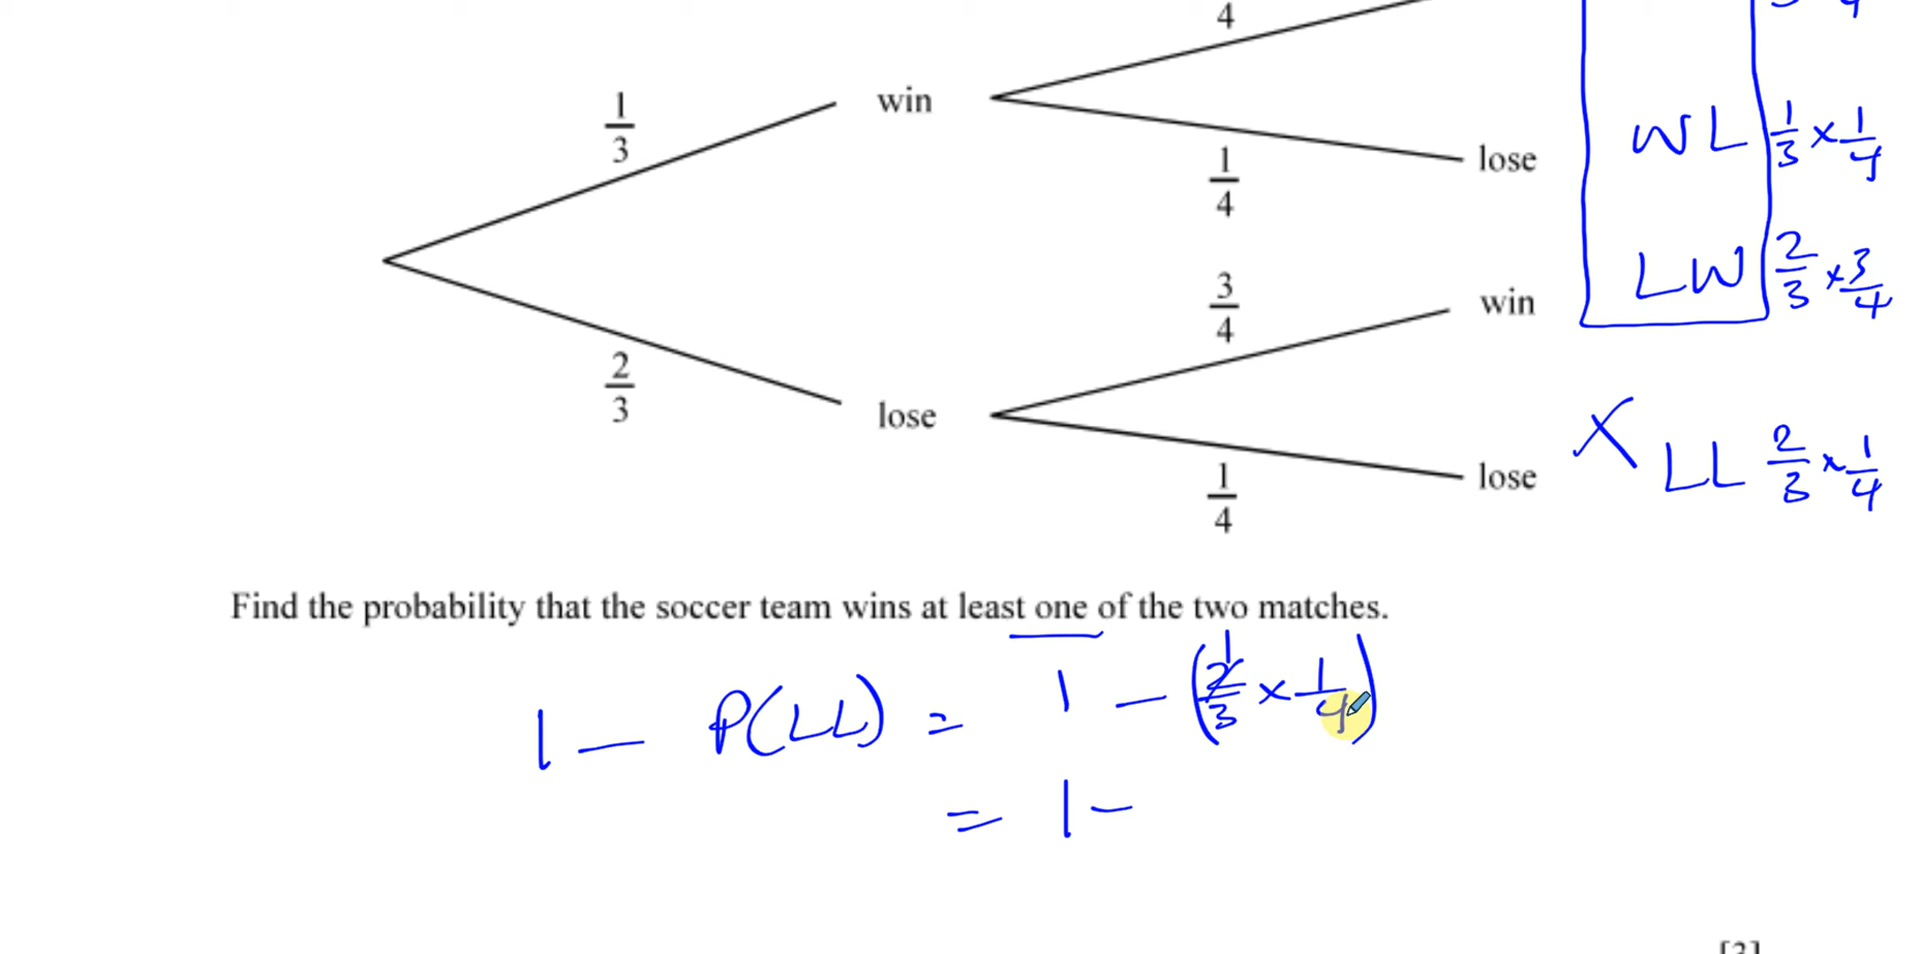 4
1/3
win
WL 1/3 × 1/4
lose
1/4
LW 2/3 × 3/4
3/4
win
2/3
lose
lose
X LL 2/3 × 1/4
1/4
Find the probability that the soccer team wins at least one of the two matches.
1 − P(LL) = 1 − (2/3 × 1/4)
1
= 1 −